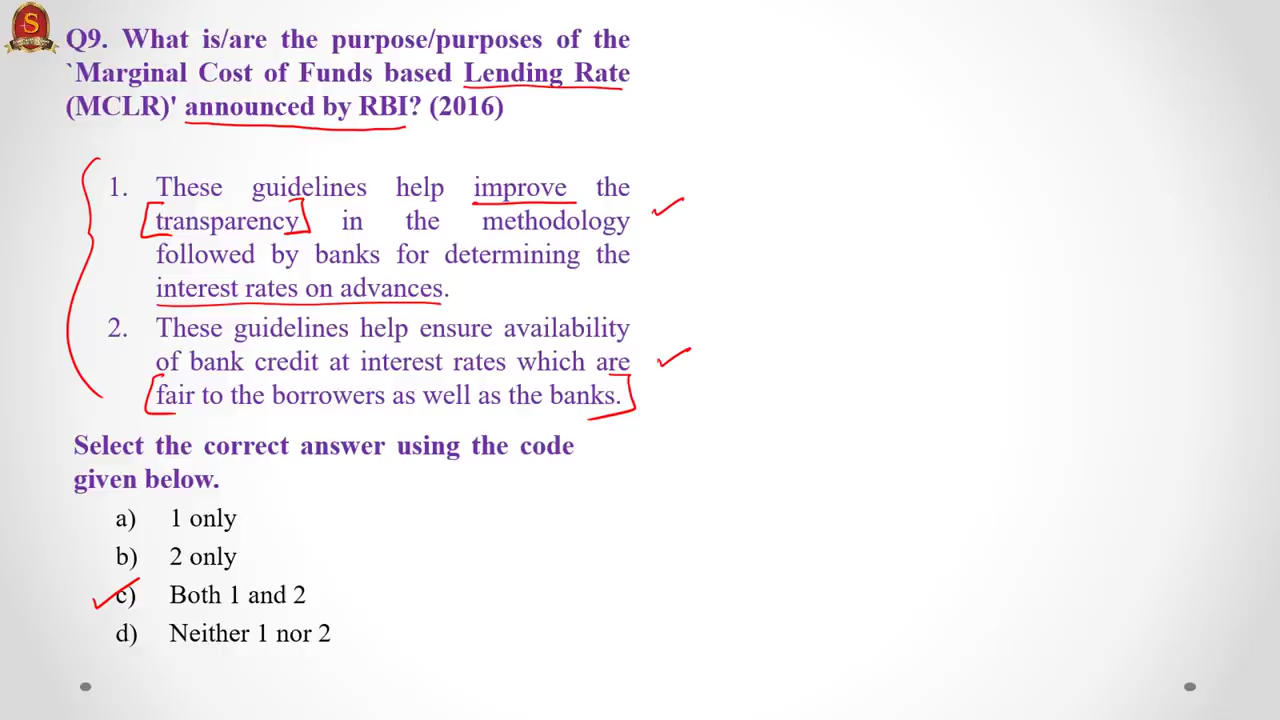 S
Q9. What is/are the purpose/purposes of the
`Marginal Cost of Funds based Lending Rate
(MCLR)' announced by RBI? (2016)
1. These guidelines help improve the
transparency in the methodology
followed by banks for determining the
interest rates on advances.
2. These guidelines help ensure availability
of bank credit at interest rates which are
fair to the borrowers as well as the banks.
Select the correct answer using the code
given below.
a) 1 only
b) 2 only
c) Both 1 and 2
d) Neither 1 nor 2